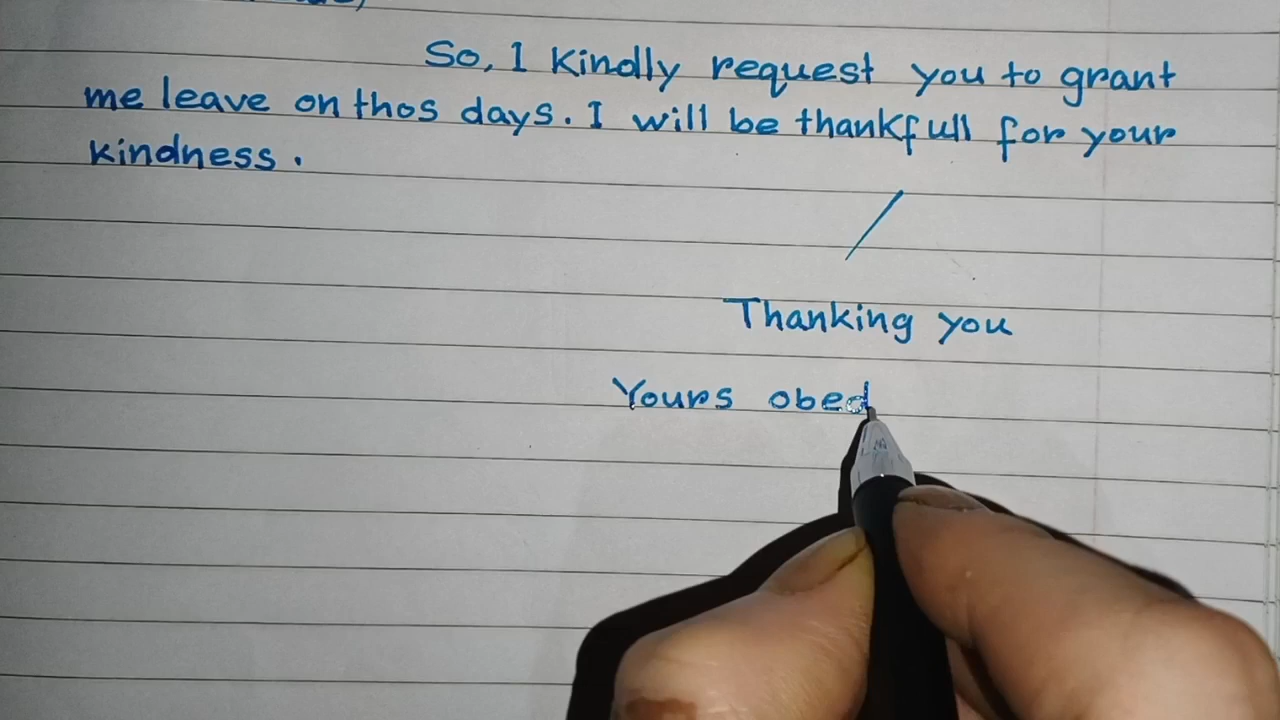 So, I kindly request you to grant
me leave on thos days. I will be thankfull for your
kindness.
Thanking you
Yours obed